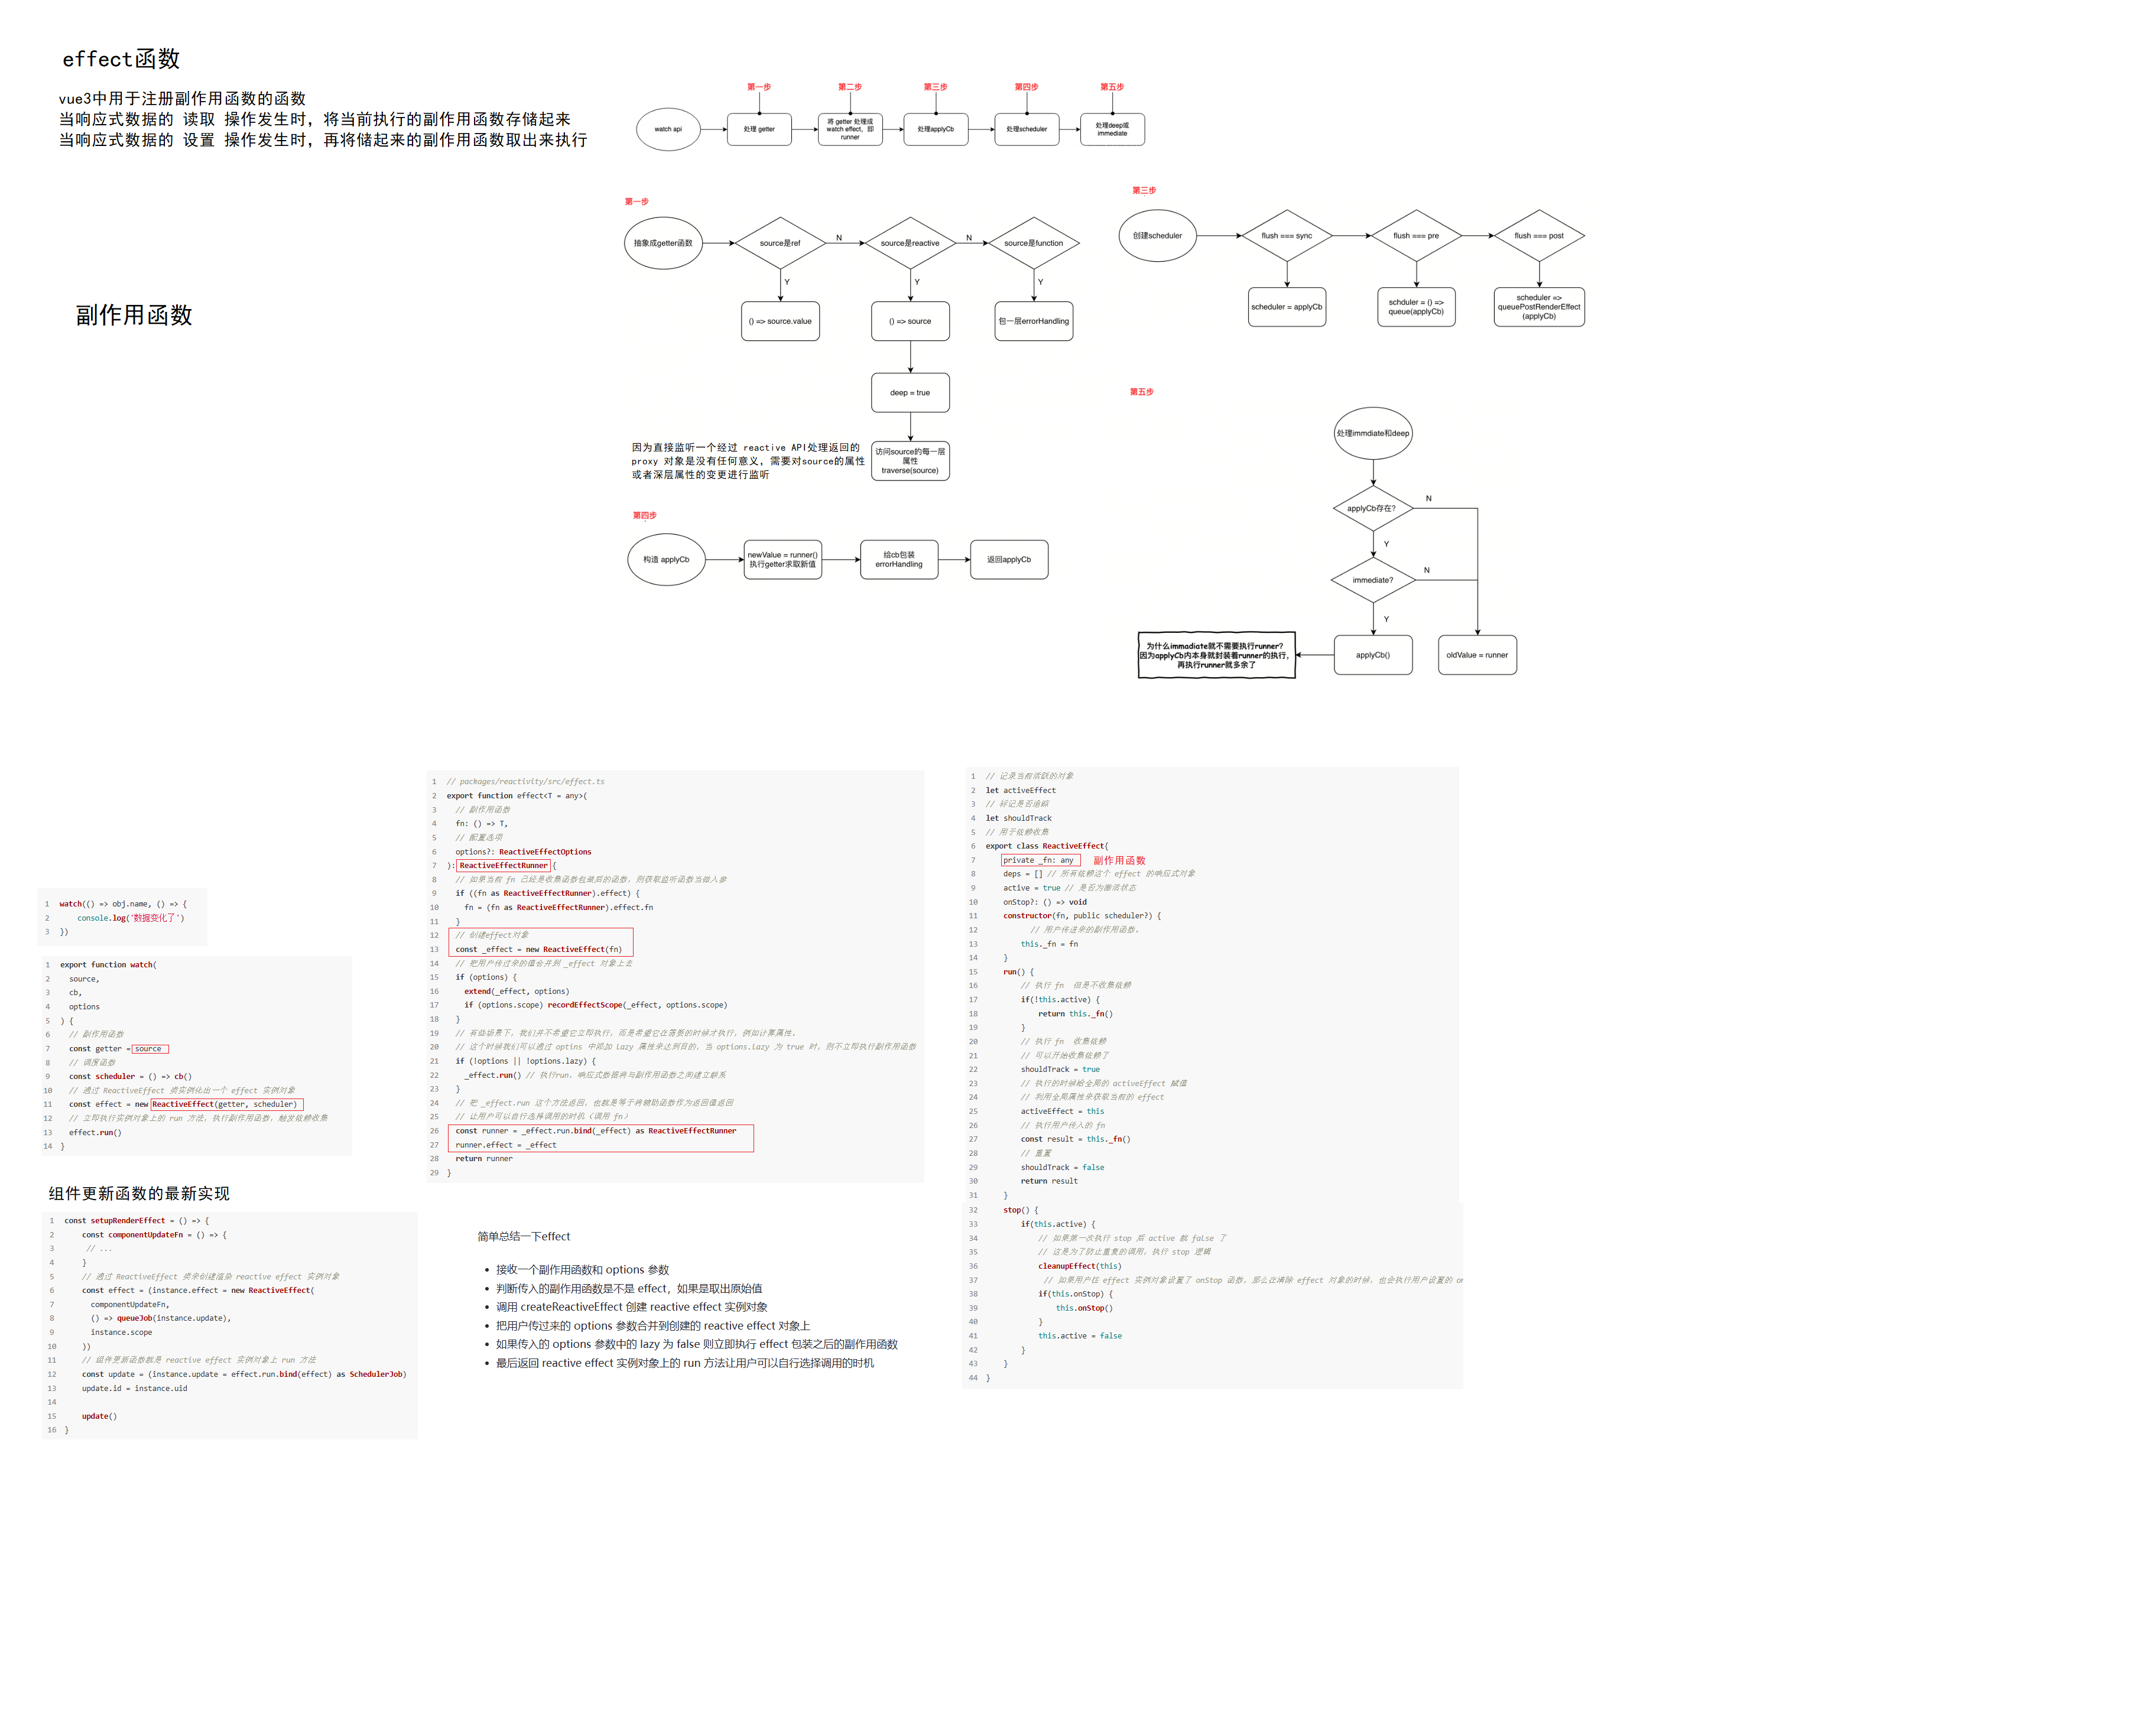 effect函数
vue3中用于注册副作用函数的函数
当响应式数据的 读取 操作发生时，将当前执行的副作用函数存储起来
当响应式数据的 设置 操作发生时，再将储起来的副作用函数取出来执行
副作用函数
第一步
第二步
第三步
第四步
第五步
watch api
处理 getter
将 getter 处理成
watch effect，即
runner
处理applyCb
处理scheduler
处理deep或
immediate
第一步
抽象成getter函数
source是ref
N
source是reactive
N
source是function
Y
Y
Y
() => source.value
() => source
包一层errorHandling
deep = true
因为直接监听一个经过 reactive API处理返回的
proxy 对象是没有任何意义，需要对source的属性
或者深层属性的变更进行监听
访问source的每一层
属性
traverse(source)
第三步
创建scheduler
flush === sync
flush === pre
flush === post
scheduler = applyCb
schduler = () =>
queue(applyCb)
scheduler =>
queuePostRenderEffect
(applyCb)
第四步
构造 applyCb
newValue = runner()
执行getter求取新值
给cb包装
errorHandling
返回applyCb
第五步
处理immdiate和deep
applyCb存在?
N
Y
immediate?
N
Y
为什么immadiate就不需要执行runner?
因为applyCb内本身就封装着runner的执行,
再执行runner就多余了
applyCb()
oldValue = runner
1 watch(() => obj.name, () => {
2 console.log('数据变化了')
3 })
1 export function watch(
2 source,
3 cb,
4 options
5 ) {
6 // 副作用函数
7 const getter = source
8 // 调度函数
9 const scheduler = () => cb()
10 // 通过 ReactiveEffect 类实例化出一个 effect 实例对象
11 const effect = new ReactiveEffect(getter, scheduler)
12 // 立即执行实例对象上的 run 方法，执行副作用函数，触发依赖收集
13 effect.run()
14 }
组件更新函数的最新实现
1 const setupRenderEffect = () => {
2 const componentUpdateFn = () => {
3 // ...
4 }
5 // 通过 ReactiveEffect 类来创建渲染 reactive effect 实例对象
6 const effect = (instance.effect = new ReactiveEffect(
7 componentUpdateFn,
8 () => queueJob(instance.update),
9 instance.scope
10 ))
11 // 组件更新函数就是 reactive effect 实例对象上 run 方法
12 const update = (instance.update = effect.run.bind(effect) as SchedulerJob)
13 update.id = instance.uid
14
15 update()
16 }
1 // packages/reactivity/src/effect.ts
2 export function effect<T = any>(
3 // 副作用函数
4 fn: () => T,
5 // 配置选项
6 options?: ReactiveEffectOptions
7 ): ReactiveEffectRunner {
8 // 如果当前 fn 已经是收集函数包装后的函数，则获取监听函数当做入参
9 if ((fn as ReactiveEffectRunner).effect) {
10 fn = (fn as ReactiveEffectRunner).effect.fn
11 }
12 // 创建effect对象
13 const _effect = new ReactiveEffect(fn)
14 // 把用户传过来的值合并到 _effect 对象上去
15 if (options) {
16 extend(_effect, options)
17 if (options.scope) recordEffectScope(_effect, options.scope)
18 }
19 // 有些场景下，我们并不希望它立即执行，而是希望它在需要的时候才执行，例如计算属性。
20 // 这个时候我们可以通过 optins 中添加 lazy 属性来达到目的，当 options.lazy 为 true 时，则不立即执行副作用函数
21 if (!options || !options.lazy) {
22 _effect.run() // 执行run，响应式数据将与副作用函数之间建立联系
23 }
24 // 把 _effect.run 这个方法返回，也就是等于将辅助函数作为返回值返回
25 // 让用户可以自行选择调用的时机（调用 fn）
26 const runner = _effect.run.bind(_effect) as ReactiveEffectRunner
27 runner.effect = _effect
28 return runner
29 }
简单总结一下effect
• 接收一个副作用函数和 options 参数
• 判断传入的副作用函数是不是 effect，如果是取出原始值
• 调用 createReactiveEffect 创建 reactive effect 实例对象
• 把用户传过来的 options 参数合并到创建的 reactive effect 对象上
• 如果传入的 options 参数中的 lazy 为 false 则立即执行 effect 包装之后的副作用函数
• 最后返回 reactive effect 实例对象上的 run 方法让用户可以自行选择调用的时机
1 // 记录当前活跃的对象
2 let activeEffect
3 // 标记是否追踪
4 let shouldTrack
5 // 用于依赖收集
6 export class ReactiveEffect{
7 private _fn: any 副作用函数
8 deps = [] // 所有依赖这个 effect 的响应式对象
9 active = true // 是否为激活状态
10 onStop?: () => void
11 constructor(fn, public scheduler?) {
12 // 用户传进来的副作用函数。
13 this._fn = fn
14 }
15 run() {
16 // 执行 fn 但是不收集依赖
17 if(!this.active) {
18 return this._fn()
19 }
20 // 执行 fn 收集依赖
21 // 可以开始收集依赖了
22 shouldTrack = true
23 // 执行的时候给全局的 activeEffect 赋值
24 // 利用全局属性来获取当前的 effect
25 activeEffect = this
26 // 执行用户传入的 fn
27 const result = this._fn()
28 // 重置
29 shouldTrack = false
30 return result
31 }
32 stop() {
33 if(this.active) {
34 // 如果第一次执行 stop 后 active 就 false 了
35 // 这是为了防止重复的调用，执行 stop 逻辑
36 cleanupEffect(this)
37 // 如果用户在 effect 实例对象设置了 onStop 函数，那么在清除 effect 对象的时候，也会执行用户设置的 on
38 if(this.onStop) {
39 this.onStop()
40 }
41 this.active = false
42 }
43 }
44 }